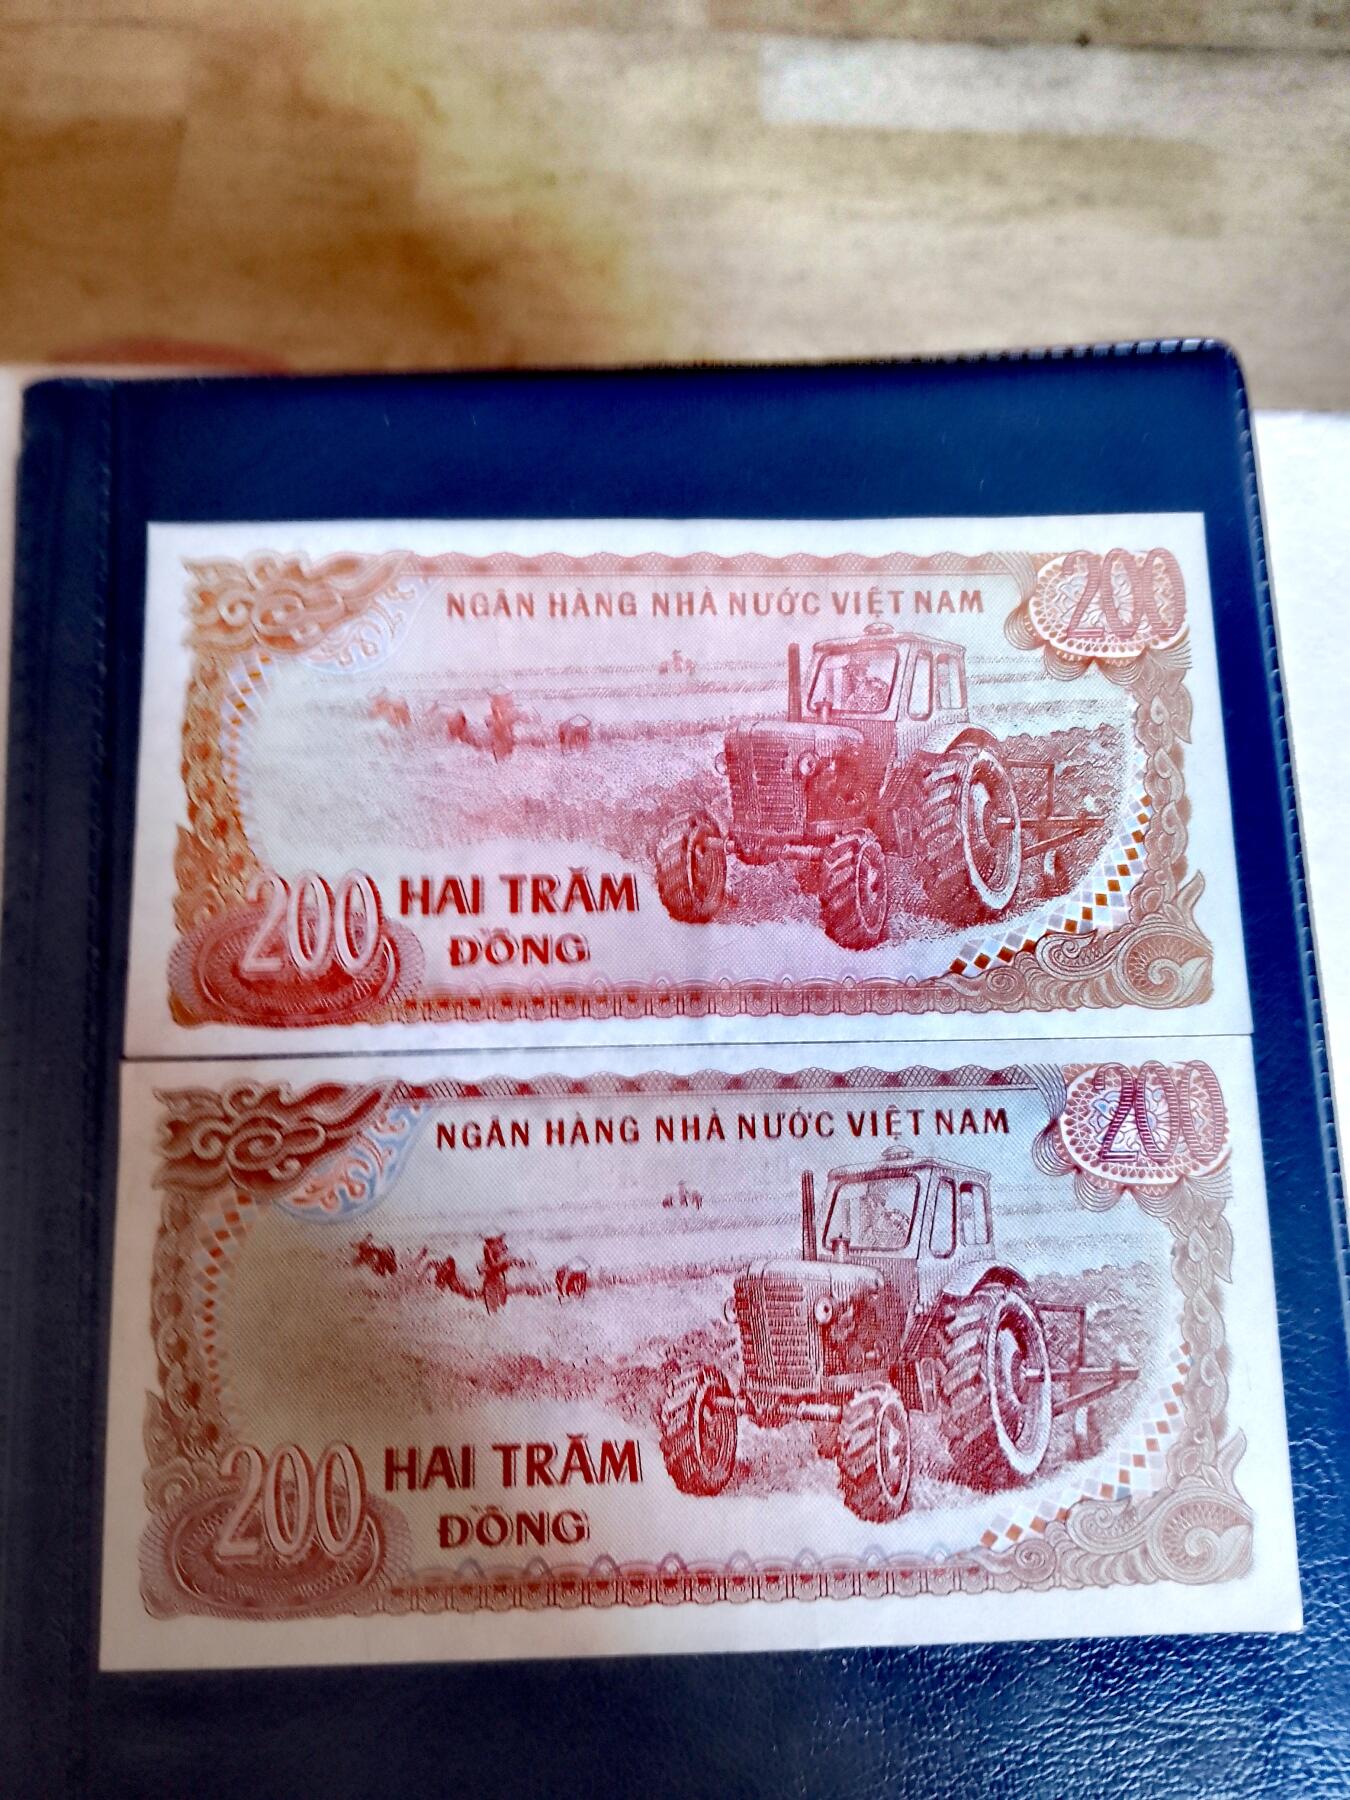 NGÂN HÀNG NHÀ NƯỚC VIỆT NAM
200
200
HAI TRĂM
ĐỒNG
NGÂN HÀNG NHÀ NƯỚC VIỆT NAM
200
200
HAI TRĂM
ĐỒNG